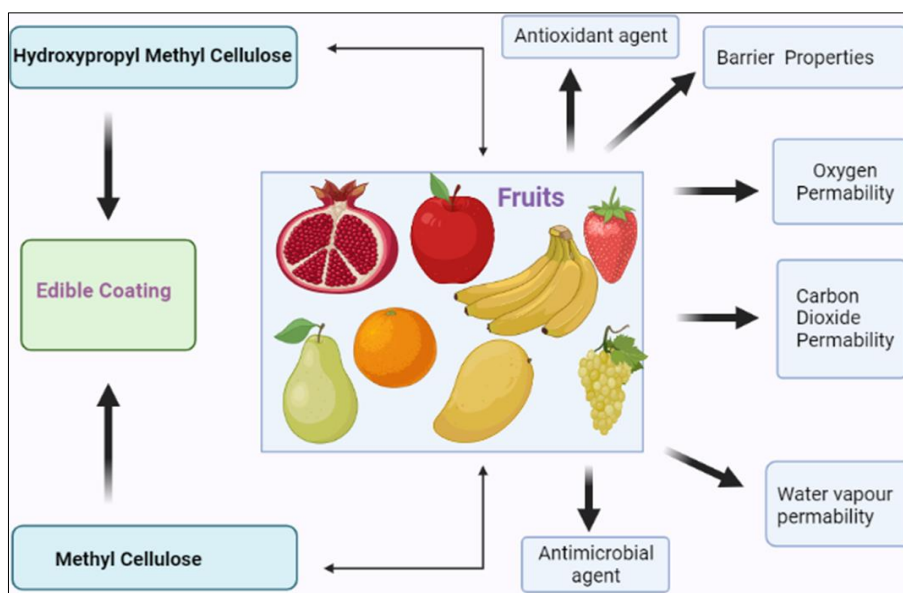 Hydroxypropyl Methyl Cellulose
Antioxidant agent
Barrier Properties
Fruits
Oxygen
Permability
Edible Coating
Carbon
Dioxide
Permability
Water vapour
permability
Methyl Cellulose
Antimicrobial
agent